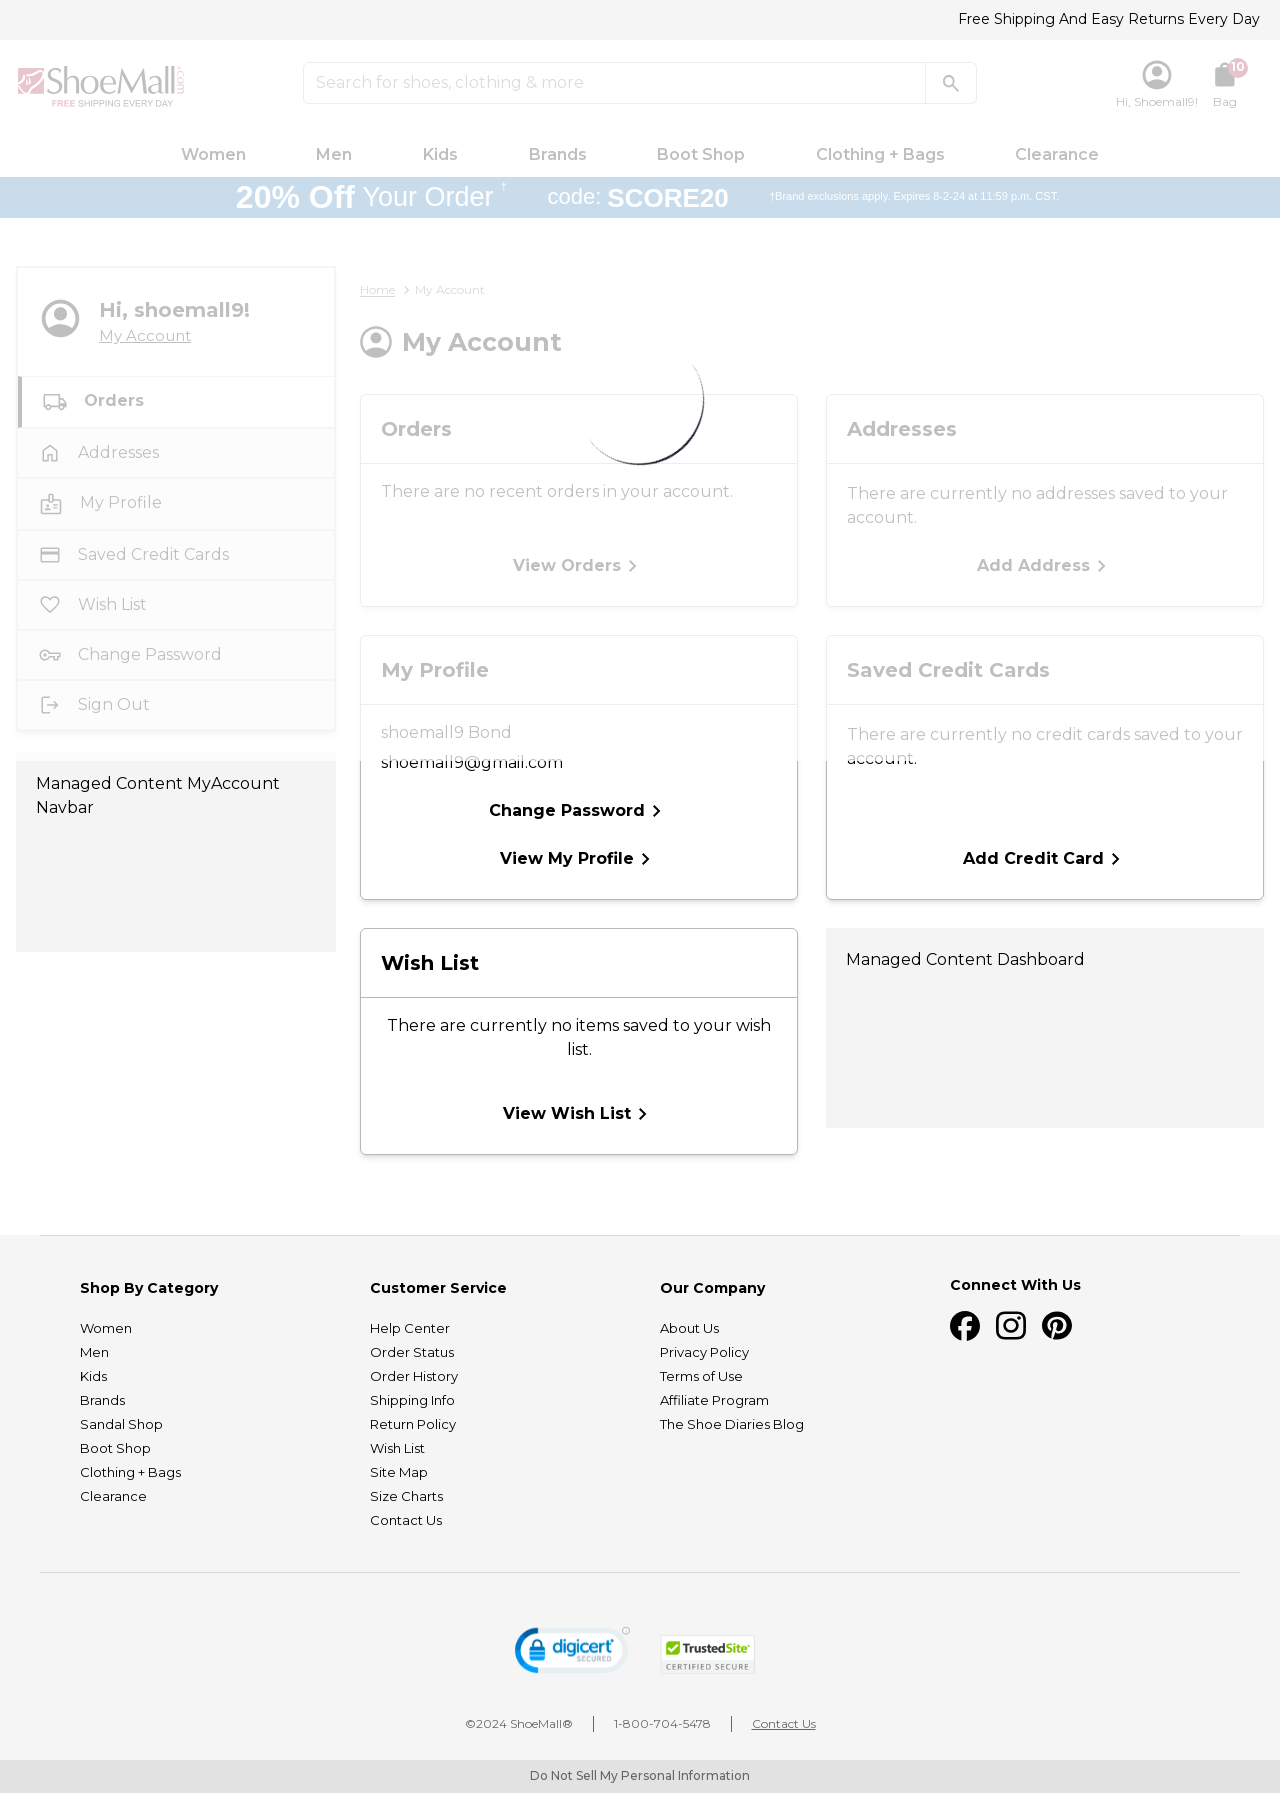 Free Shipping And Easy Returns Every Day
ShoeMall.com
FREE SHIPPING EVERY DAY
Search for shoes, clothing & more
Hi, Shoemall9!
10
Bag
Women Men Kids Brands Boot Shop Clothing + Bags Clearance
20% Off Your Order † code: SCORE20 †Brand exclusions apply. Expires 8-2-24 at 11:59 p.m. CST.
Hi, shoemall9!
My Account
Orders
Addresses
My Profile
Saved Credit Cards
Wish List
Change Password
Sign Out
Managed Content MyAccount
Navbar
Home > My Account
My Account
Orders
There are no recent orders in your account.
View Orders >
Addresses
There are currently no addresses saved to your
account.
Add Address >
My Profile
shoemall9 Bond
shoemall9@gmail.com
Change Password >
View My Profile >
Saved Credit Cards
There are currently no credit cards saved to your
account.
Add Credit Card >
Wish List
There are currently no items saved to your wish
list.
View Wish List >
Managed Content Dashboard
Shop By Category
Women
Men
Kids
Brands
Sandal Shop
Boot Shop
Clothing + Bags
Clearance
Customer Service
Help Center
Order Status
Order History
Shipping Info
Return Policy
Wish List
Site Map
Size Charts
Contact Us
Our Company
About Us
Privacy Policy
Terms of Use
Affiliate Program
The Shoe Diaries Blog
Connect With Us
digicert
SECURED
TrustedSite
CERTIFIED SECURE
©2024 ShoeMall® | 1-800-704-5478 | Contact Us
Do Not Sell My Personal Information